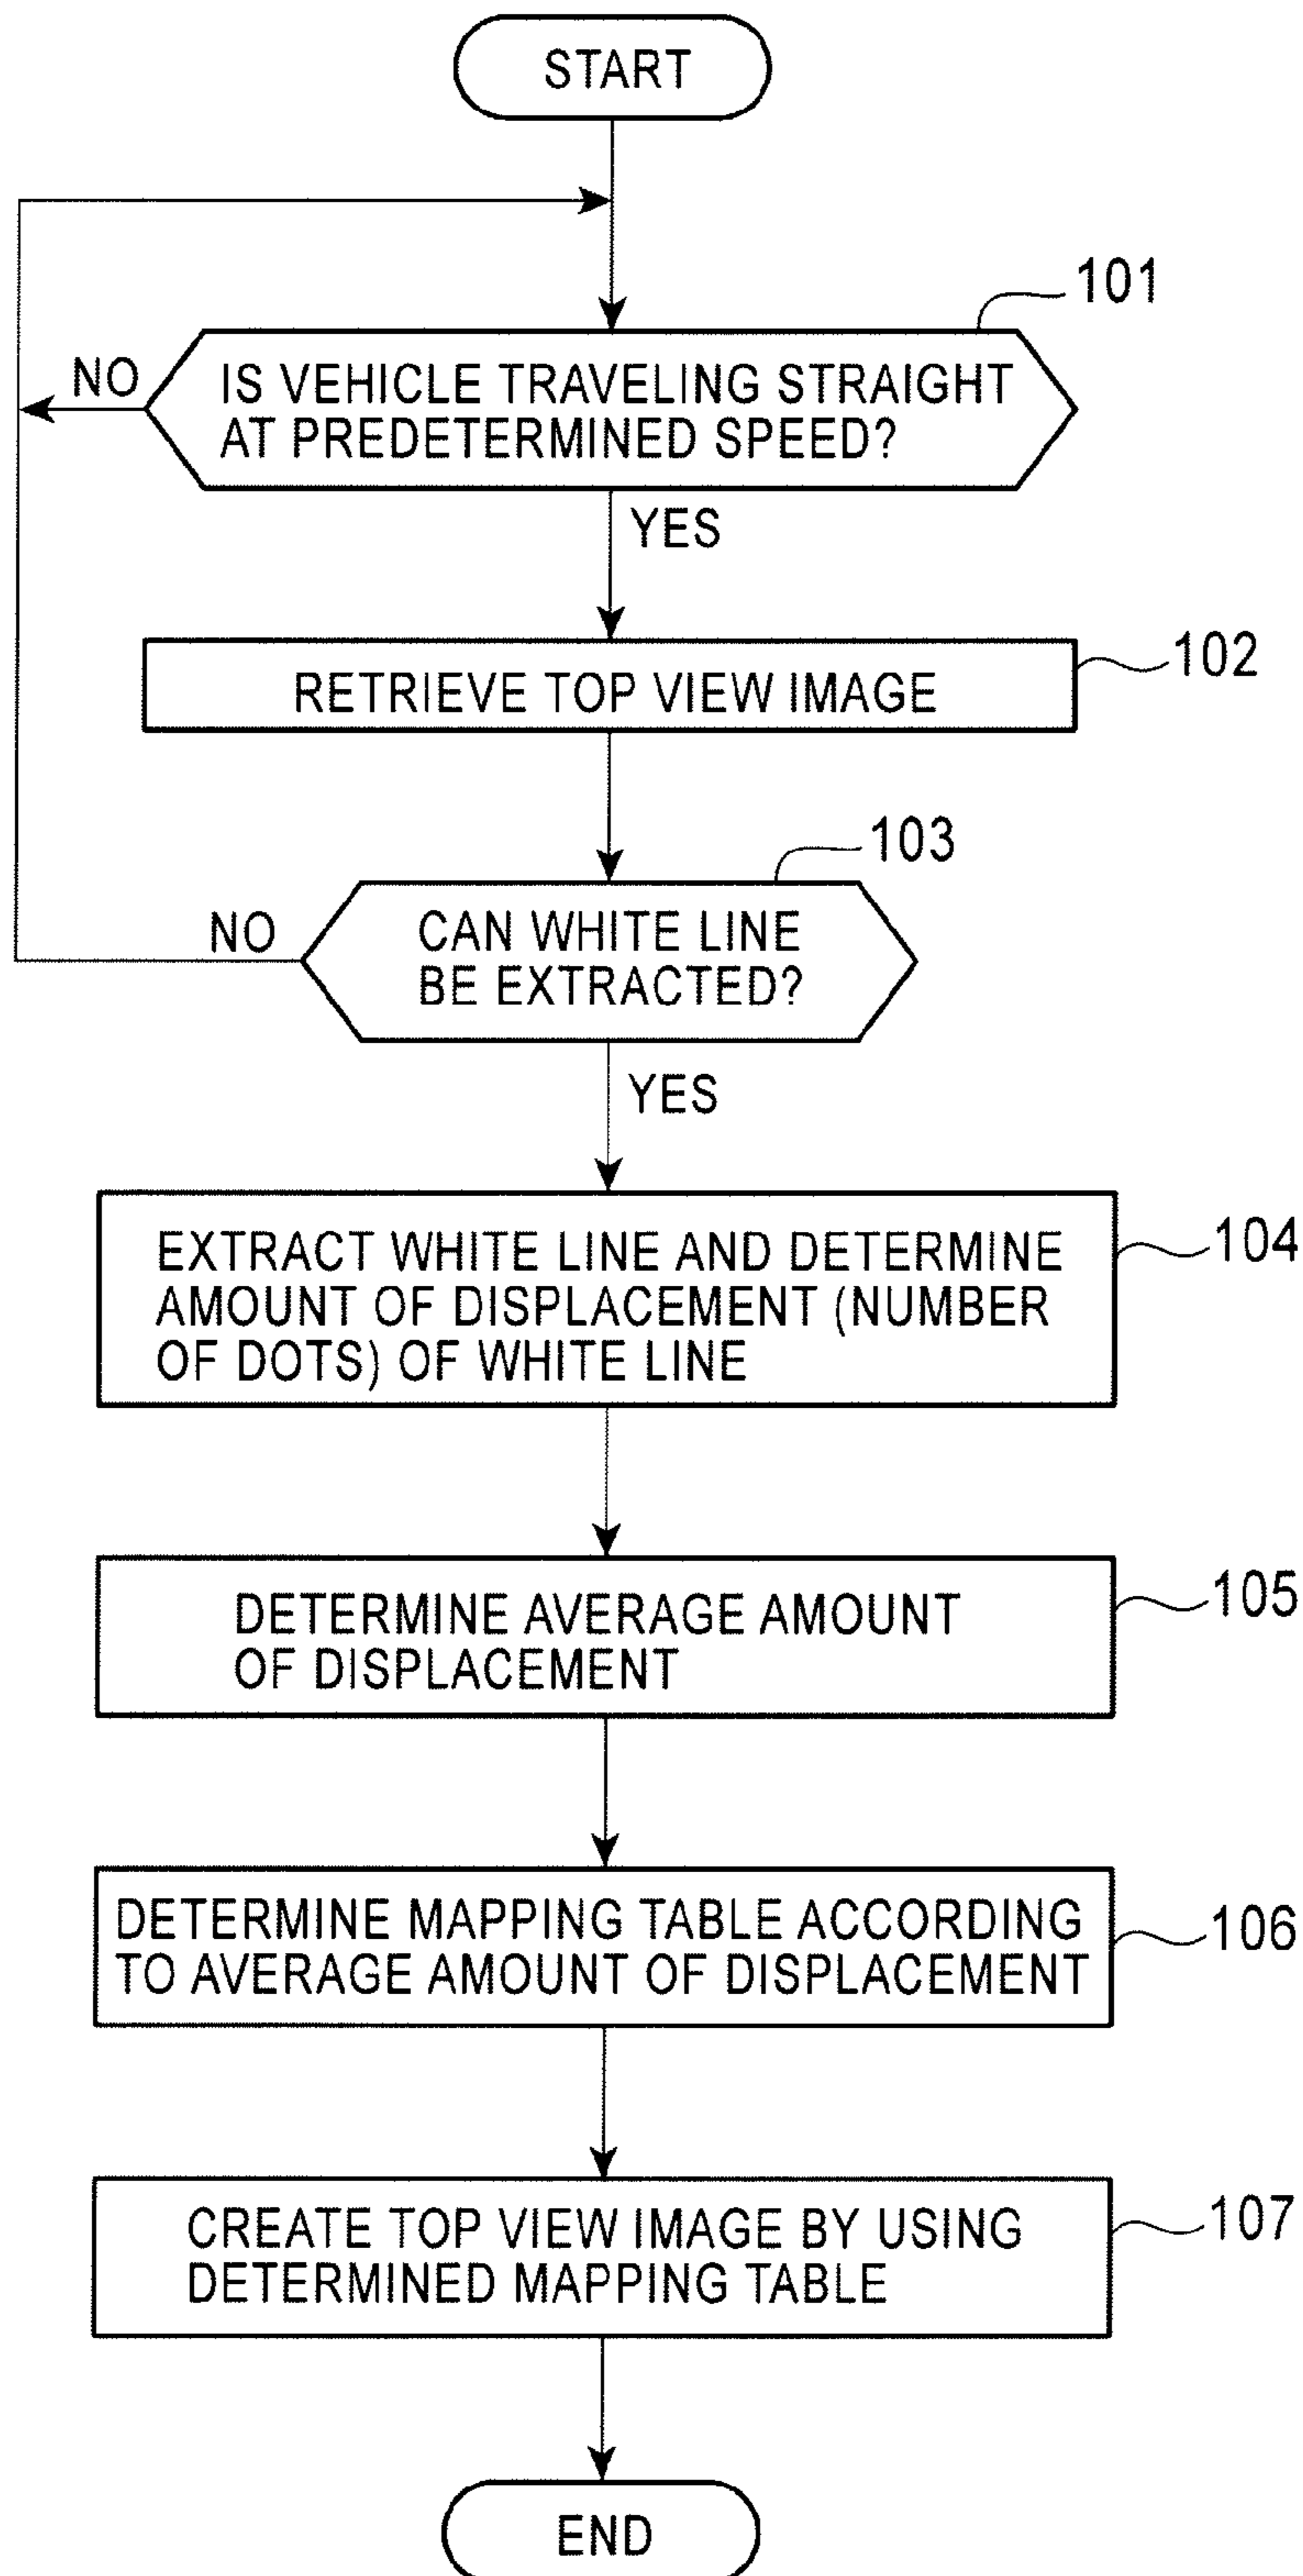 START
101
IS VEHICLE TRAVELING STRAIGHT
AT PREDETERMINED SPEED?
NO
YES
RETRIEVE TOP VIEW IMAGE
102
103
CAN WHITE LINE
BE EXTRACTED?
NO
YES
EXTRACT WHITE LINE AND DETERMINE
AMOUNT OF DISPLACEMENT (NUMBER
OF DOTS) OF WHITE LINE
104
DETERMINE AVERAGE AMOUNT
OF DISPLACEMENT
105
DETERMINE MAPPING TABLE ACCORDING
TO AVERAGE AMOUNT OF DISPLACEMENT
106
CREATE TOP VIEW IMAGE BY USING
DETERMINED MAPPING TABLE
107
END